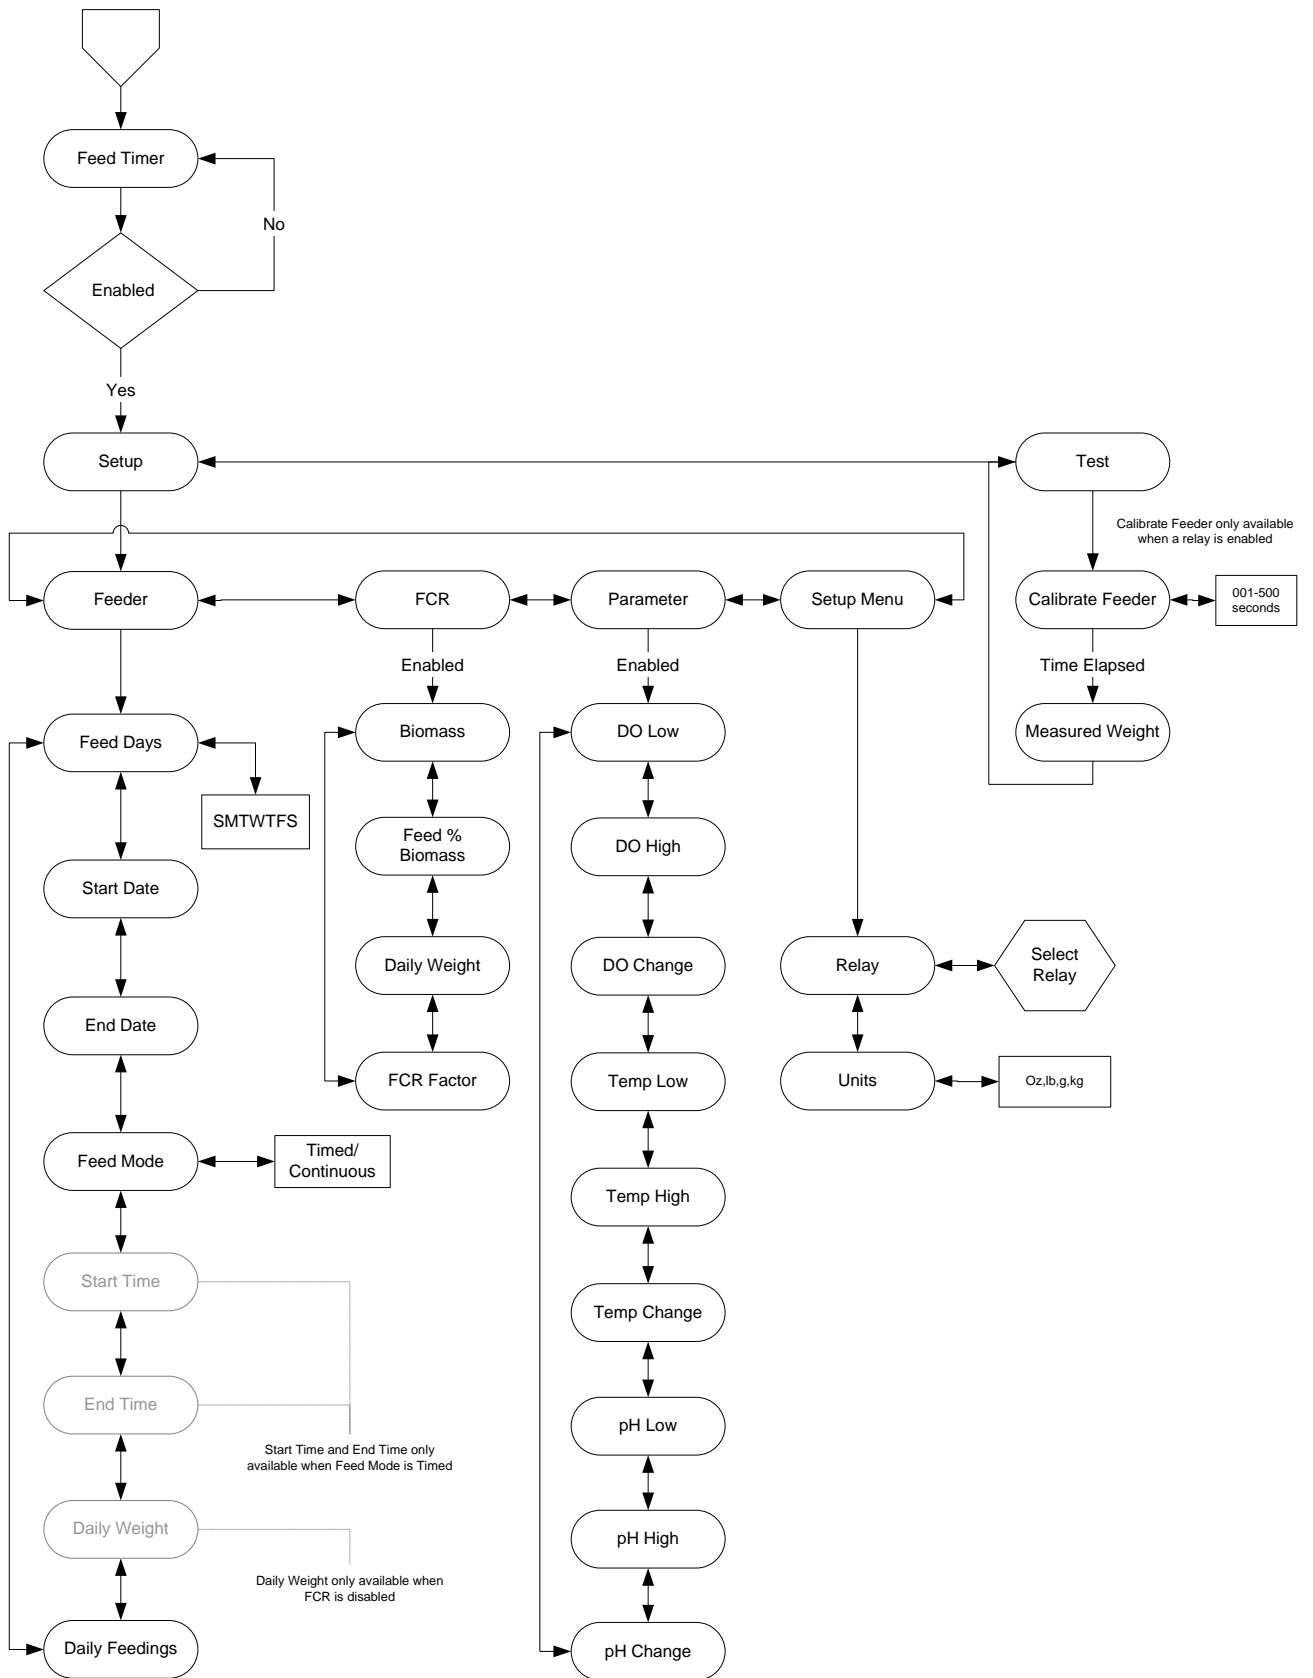 Feed Timer
No
Enabled
Yes
Setup
Test
Calibrate Feeder only available
when a relay is enabled
Feeder
FCR
Parameter
Setup Menu
Calibrate Feeder
001-500
seconds
Enabled
Enabled
Time Elapsed
Feed Days
Biomass
DO Low
Measured Weight
SMTWTFS
Feed %
Biomass
DO High
Start Date
Daily Weight
DO Change
Relay
Select
Relay
End Date
FCR Factor
Temp Low
Units
Oz,lb,g,kg
Feed Mode
Timed/
Continuous
Temp High
Start Time
Temp Change
End Time
pH Low
Start Time and End Time only
available when Feed Mode is Timed
Daily Weight
pH High
Daily Weight only available when
FCR is disabled
Daily Feedings
pH Change